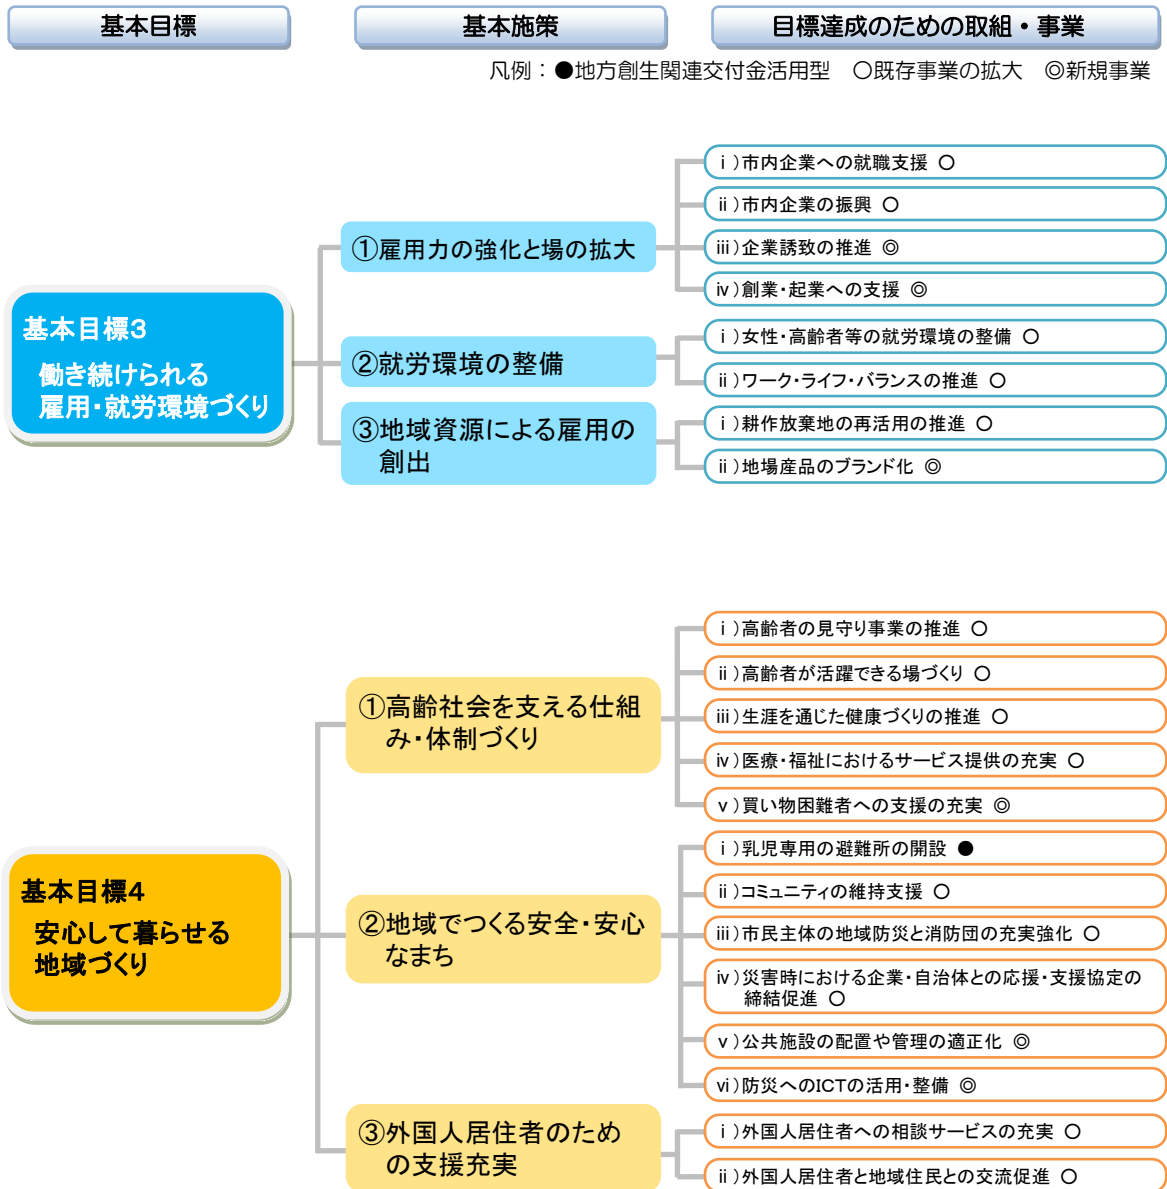 基本目標
基本施策
目標達成のための取組・事業
凡例：●地方創生関連交付金活用型　○既存事業の拡大　◎新規事業
基本目標3
働き続けられる
雇用・就労環境づくり
①雇用力の強化と場の拡大
ⅰ）市内企業への就職支援 ○
ⅱ）市内企業の振興 ○
ⅲ）企業誘致の推進 ◎
ⅳ）創業・起業への支援 ◎
②就労環境の整備
ⅰ）女性・高齢者等の就労環境の整備 ○
ⅱ）ワーク・ライフ・バランスの推進 ○
③地域資源による雇用の
創出
ⅰ）耕作放棄地の再活用の推進 ○
ⅱ）地場産品のブランド化 ◎
基本目標4
安心して暮らせる
地域づくり
①高齢社会を支える仕組
み・体制づくり
ⅰ）高齢者の見守り事業の推進 ○
ⅱ）高齢者が活躍できる場づくり ○
ⅲ）生涯を通じた健康づくりの推進 ○
ⅳ）医療・福祉におけるサービス提供の充実 ○
ⅴ）買い物困難者への支援の充実 ◎
②地域でつくる安全・安心
なまち
ⅰ）乳児専用の避難所の開設 ●
ⅱ）コミュニティの維持支援 ○
ⅲ）市民主体の地域防災と消防団の充実強化 ○
ⅳ）災害時における企業・自治体との応援・支援協定の
締結促進 ○
ⅴ）公共施設の配置や管理の適正化 ◎
ⅵ）防災へのICTの活用・整備 ◎
③外国人居住者のため
の支援充実
ⅰ）外国人居住者への相談サービスの充実 ○
ⅱ）外国人居住者と地域住民との交流促進 ○